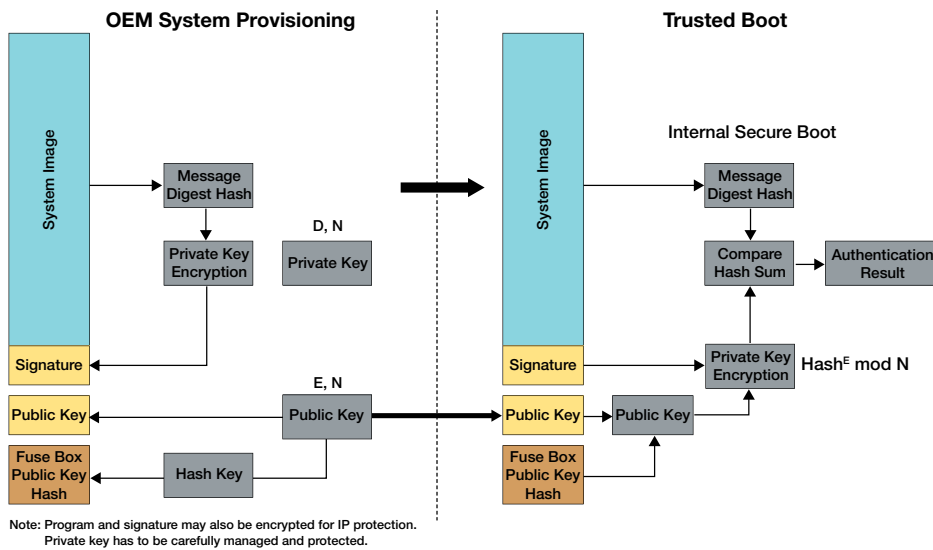 OEM System Provisioning
Trusted Boot
System Image
Message
Digest Hash
Private Key
Encryption
D, N
Private Key
Signature
E, N
Public Key
Public Key
Fuse Box
Public Key
Hash
Hash Key
Internal Secure Boot
System Image
Message
Digest Hash
Compare
Hash Sum
Authentication
Result
Signature
Private Key
Encryption
Hashᴱ mod N
Public Key
Public Key
Fuse Box
Public Key
Hash
Note: Program and signature may also be encrypted for IP protection.
Private key has to be carefully managed and protected.